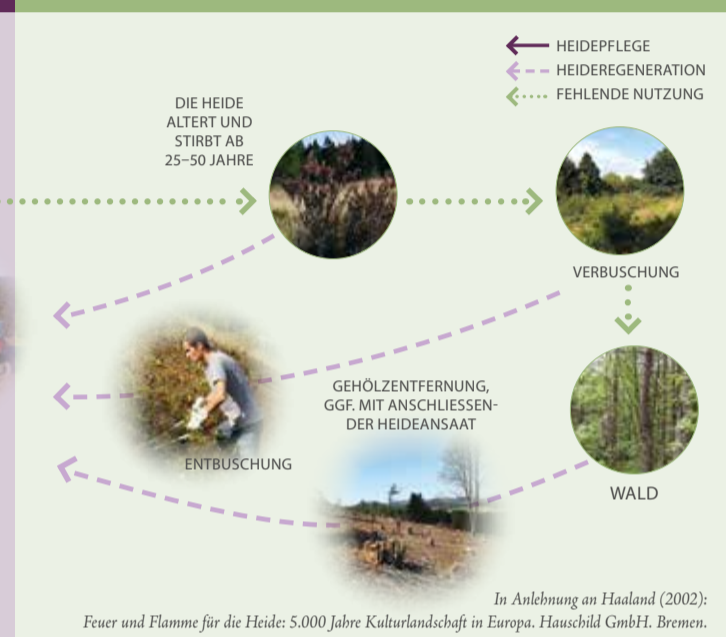 HEIDEPFLEGE
HEIDEREGENERATION
FEHLENDE NUTZUNG
DIE HEIDE
ALTERT UND
STIRBT AB
25–50 JAHRE
VERBUSCHUNG
GEHÖLZENTFERNUNG,
GGF. MIT ANSCHLIESSEN-
DER HEIDEANSAAT
ENTBUSCHUNG
WALD
In Anlehnung an Haaland (2002):
Feuer und Flamme für die Heide: 5.000 Jahre Kulturlandschaft in Europa. Hauschild GmbH. Bremen.